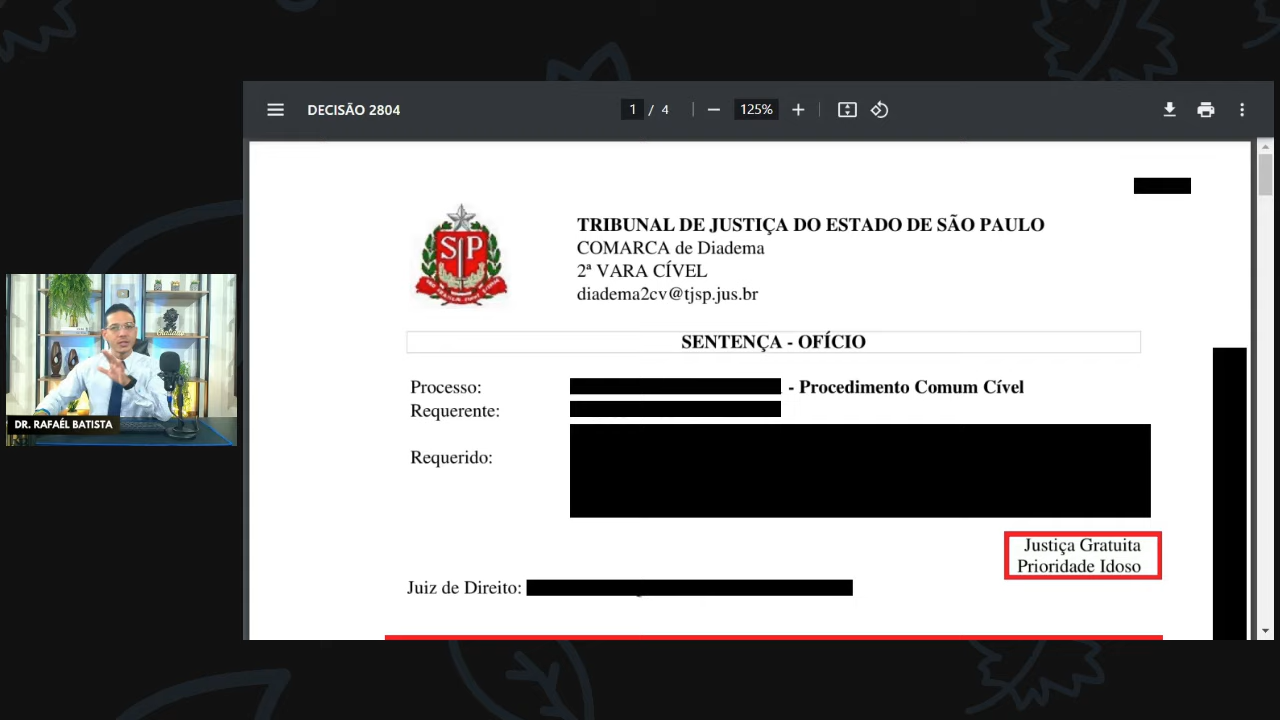 DECISÃO 2804
1 / 4
125%
TRIBUNAL DE JUSTIÇA DO ESTADO DE SÃO PAULO
COMARCA de Diadema
2ª VARA CÍVEL
diadema2cv@tjsp.jus.br
SP
SENTENÇA - OFÍCIO
Processo: - Procedimento Comum Cível
Requerente:
Requerido:
Justiça Gratuita
Prioridade Idoso
Juiz de Direito:
DR. RAFAÉL BATISTA